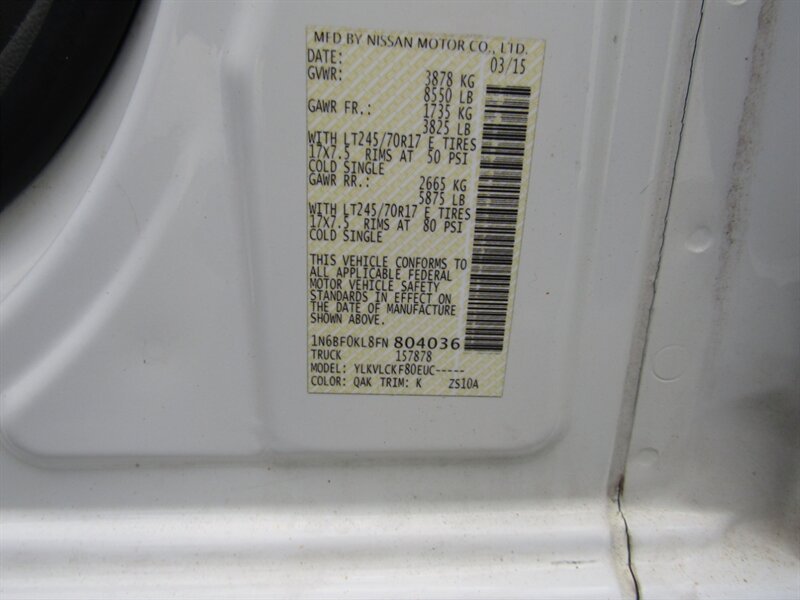 MFD BY NISSAN MOTOR CO., LTD.
DATE: 03/15
GVWR: 3878 KG
8550 LB
GAWR FR.: 1735 KG
3825 LB
WITH LT245/70R17 E TIRES
17X7.5 RIMS AT 50 PSI
COLD SINGLE
GAWR RR.: 2665 KG
5875 LB
WITH LT245/70R17 E TIRES
17X7.5 RIMS AT 80 PSI
COLD SINGLE
THIS VEHICLE CONFORMS TO
ALL APPLICABLE FEDERAL
MOTOR VEHICLE SAFETY
STANDARDS IN EFFECT ON
THE DATE OF MANUFACTURE
SHOWN ABOVE.
1N6BF0KL8FN 804036
TRUCK 157878
MODEL: YLKVLCKF80EUC-----
COLOR: QAK TRIM: K ZS10A